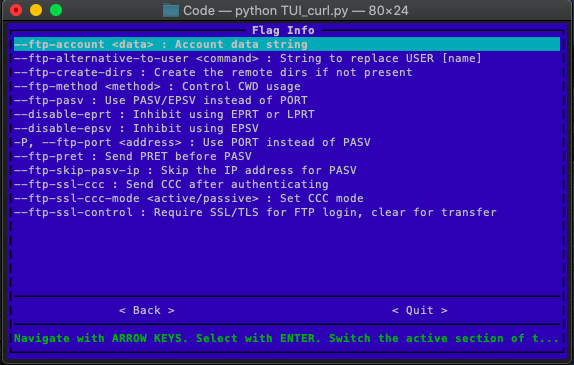 Code — python TUI_curl.py — 80×24
Flag Info
--ftp-account <data> : Account data string
--ftp-alternative-to-user <command> : String to replace USER [name]
--ftp-create-dirs : Create the remote dirs if not present
--ftp-method <method> : Control CWD usage
--ftp-pasv : Use PASV/EPSV instead of PORT
--disable-eprt : Inhibit using EPRT or LPRT
--disable-epsv : Inhibit using EPSV
-P, --ftp-port <address> : Use PORT instead of PASV
--ftp-pret : Send PRET before PASV
--ftp-skip-pasv-ip : Skip the IP address for PASV
--ftp-ssl-ccc : Send CCC after authenticating
--ftp-ssl-ccc-mode <active/passive> : Set CCC mode
--ftp-ssl-control : Require SSL/TLS for FTP login, clear for transfer
< Back > < Quit >
Navigate with ARROW KEYS. Select with ENTER. Switch the active section of t...